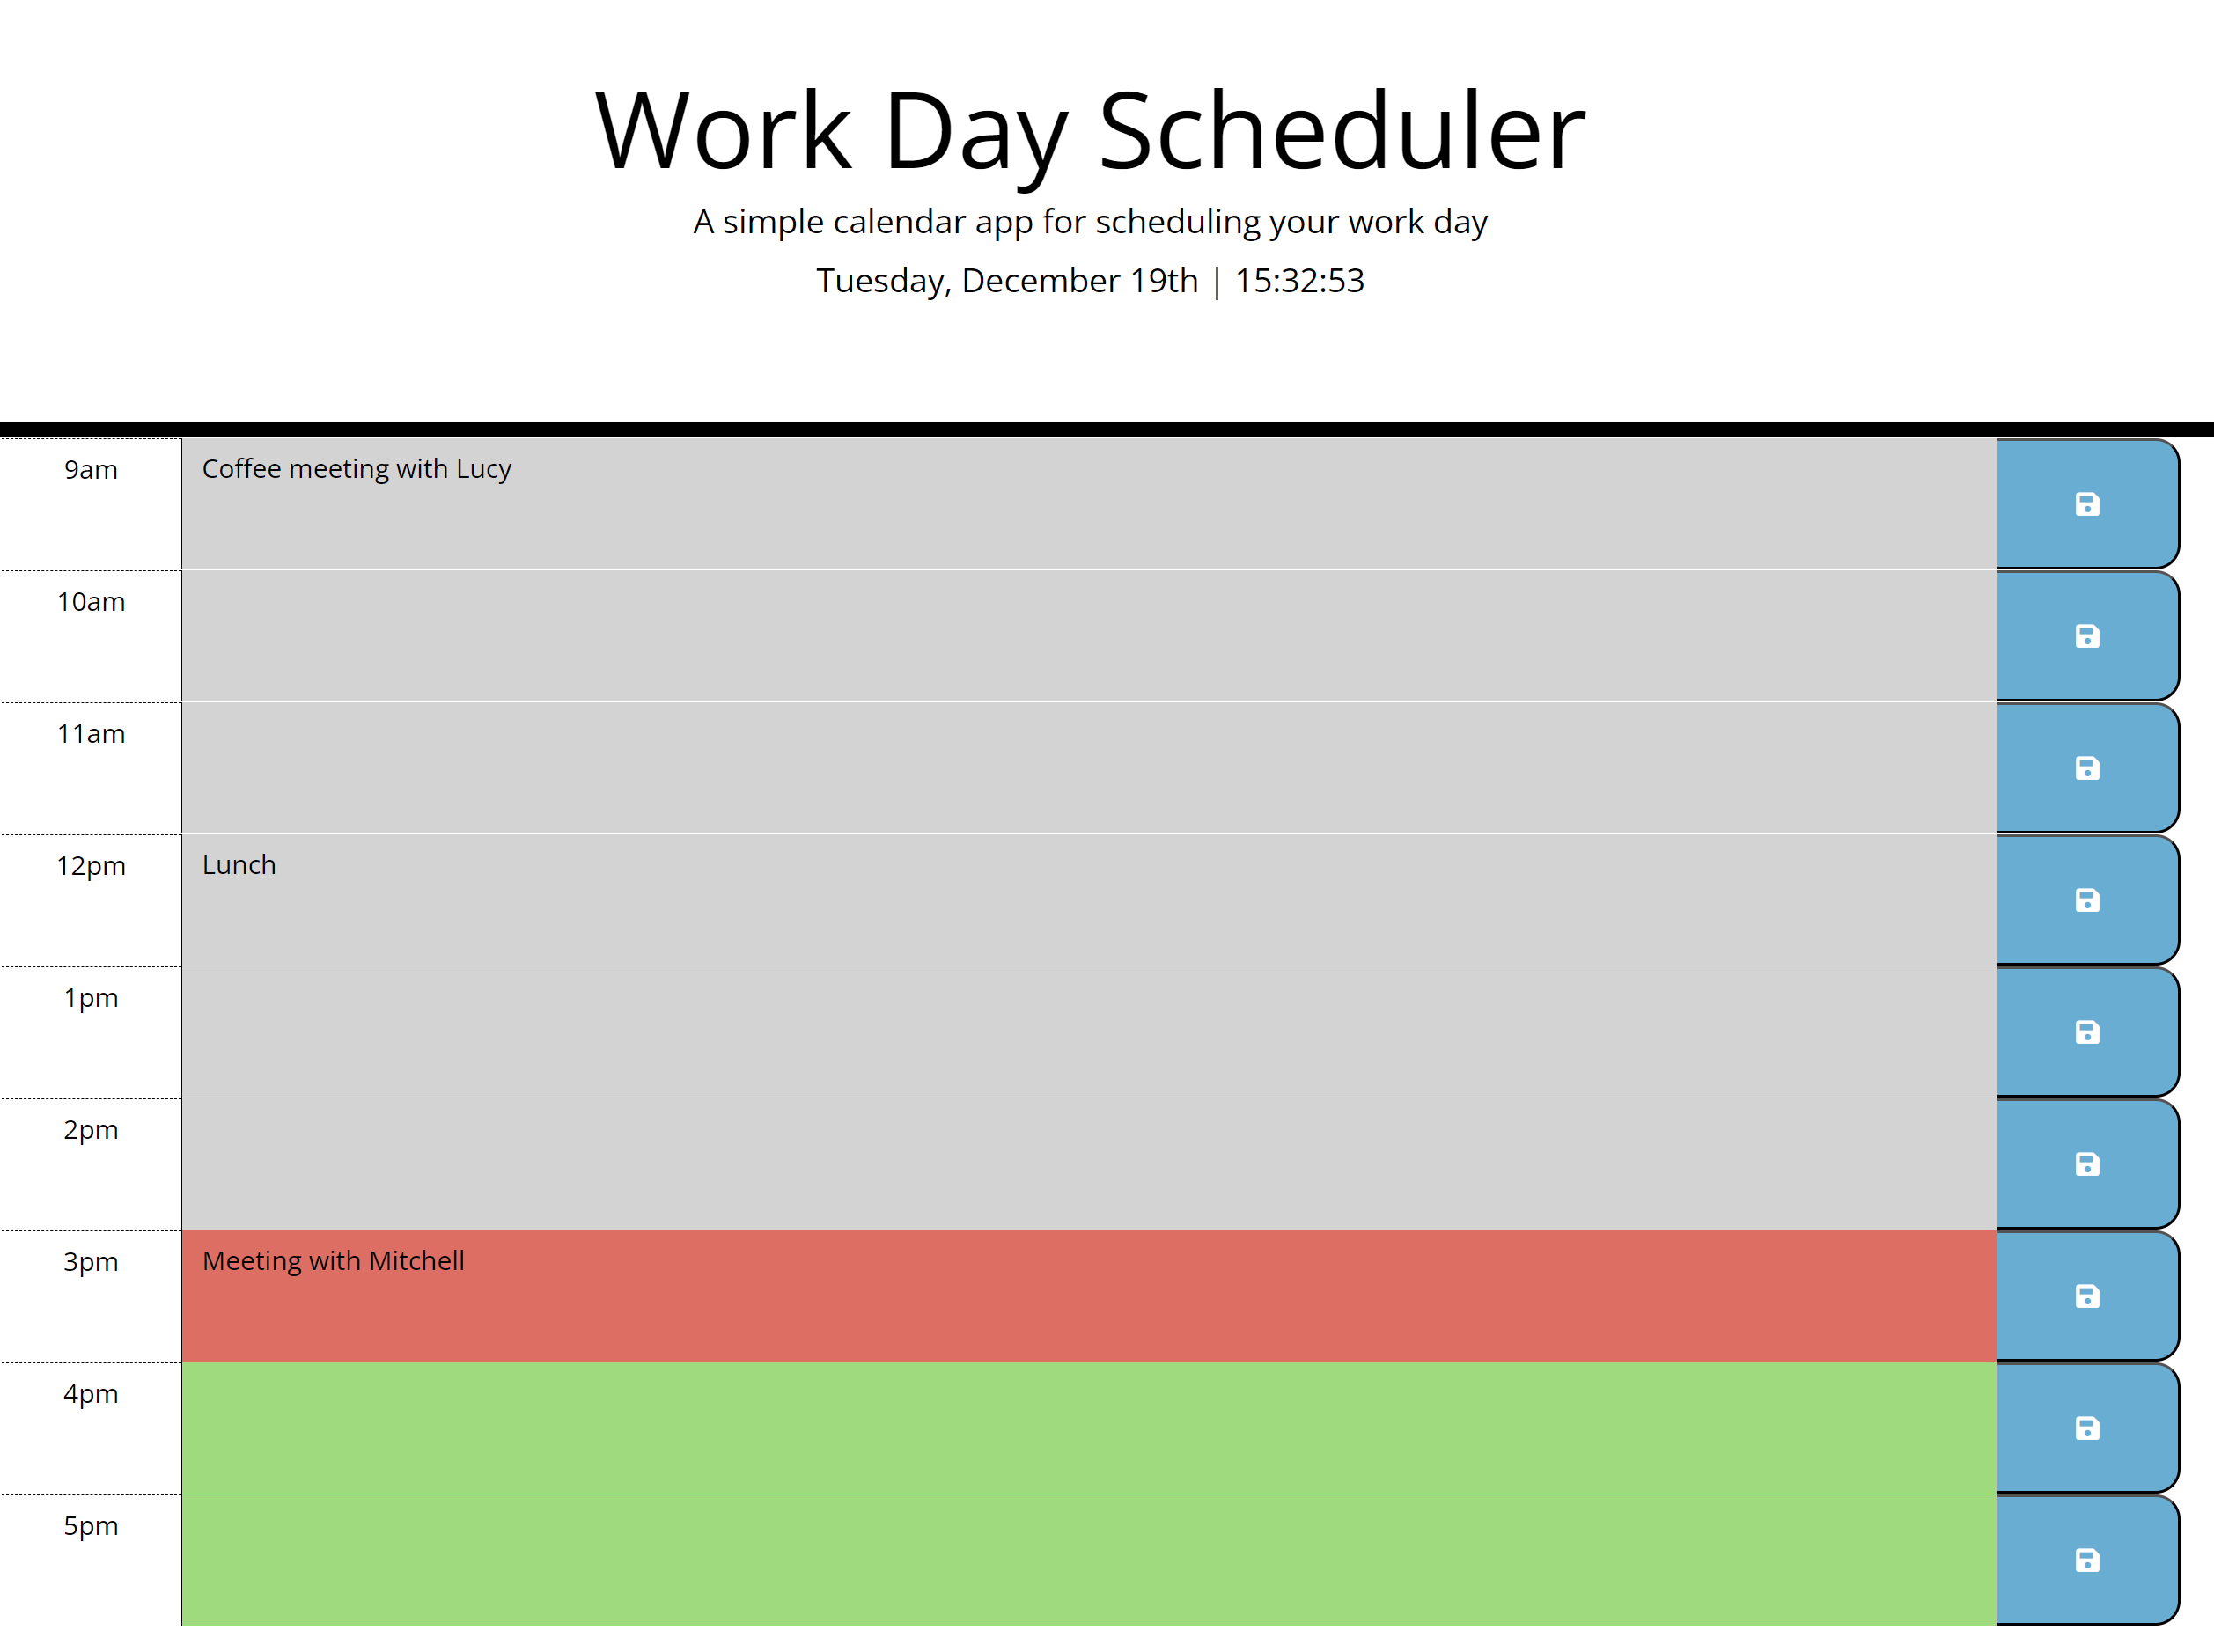 Work Day Scheduler
A simple calendar app for scheduling your work day
Tuesday, December 19th | 15:32:53
9am Coffee meeting with Lucy
10am
11am
12pm Lunch
1pm
2pm
3pm Meeting with Mitchell
4pm
5pm